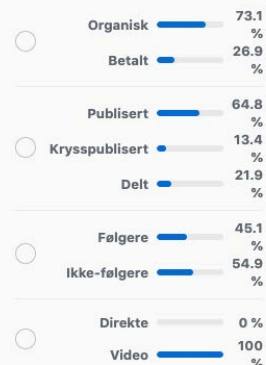 Organisk 73.1 %
Betalt 26.9 %
Publisert 64.8 %
Krysspublisert 13.4 %
Delt 21.9 %
Følgere 45.1 %
Ikke-følgere 54.9 %
Direkte 0 %
Video 100 %